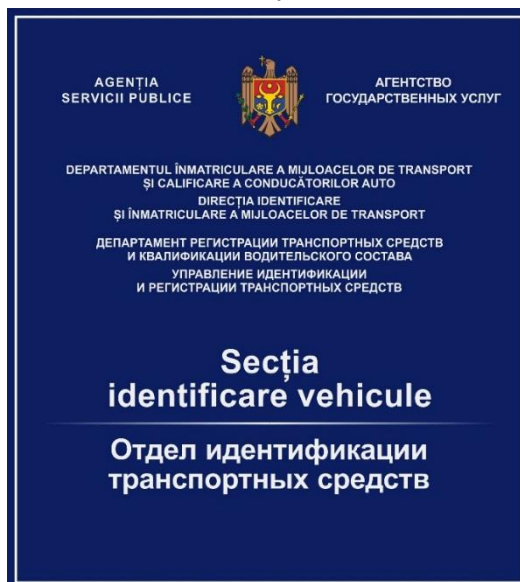 AGENȚIA
SERVICII PUBLICE
АГЕНТСТВО
ГОСУДАРСТВЕННЫХ УСЛУГ
DEPARTAMENTUL ÎNMATRICULARE A MIJLOACELOR DE TRANSPORT
ȘI CALIFICARE A CONDUCĂTORILOR AUTO
DIRECȚIA IDENTIFICARE
ȘI ÎNMATRICULARE A MIJLOACELOR DE TRANSPORT
ДЕПАРТАМЕНТ РЕГИСТРАЦИИ ТРАНСПОРТНЫХ СРЕДСТВ
И КВАЛИФИКАЦИИ ВОДИТЕЛЬСКОГО СОСТАВА
УПРАВЛЕНИЕ ИДЕНТИФИКАЦИИ
И РЕГИСТРАЦИИ ТРАНСПОРТНЫХ СРЕДСТВ
Secția
identificare vehicule
Отдел идентификации
транспортных средств